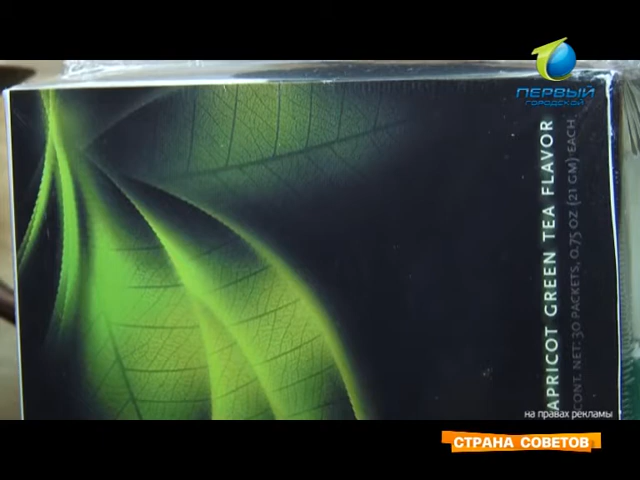 ПЕРВЫЙ
ГОРОДСКОЙ
APRICOT GREEN TEA FLAVOR
CONT. NET: 30 PACKETS, 0.75 OZ (21 GM) EACH
на правах рекламы
СТРАНА СОВЕТОВ